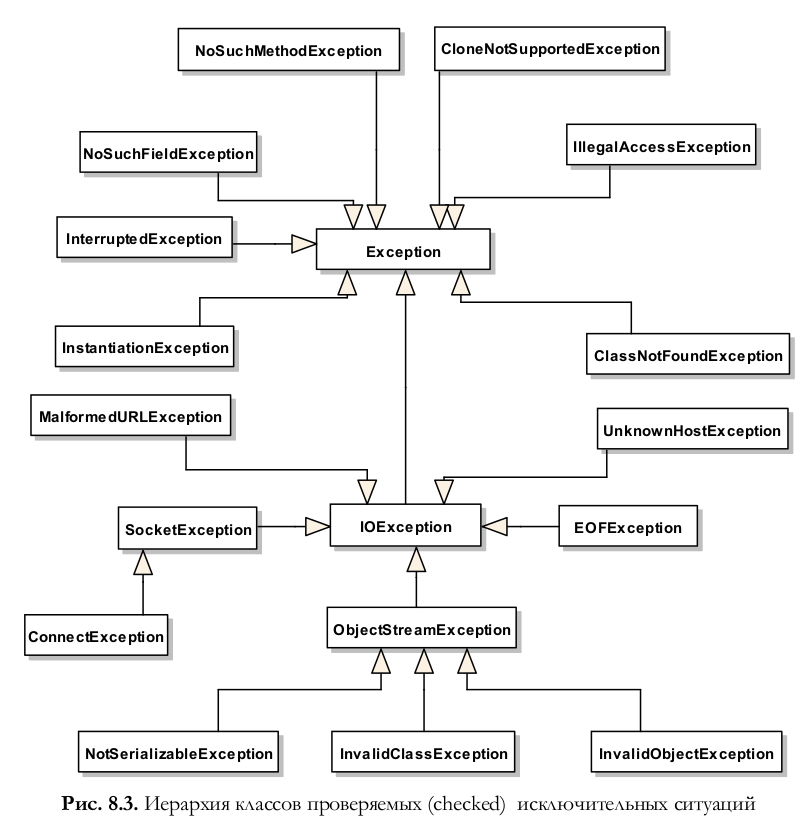 NoSuchMethodException
CloneNotSupportedException
NoSuchFieldException
IllegalAccessException
InterruptedException
Exception
InstantiationException
ClassNotFoundException
MalformedURLException
UnknownHostException
SocketException
IOException
EOFException
ConnectException
ObjectStreamException
NotSerializableException
InvalidClassException
InvalidObjectException
Рис. 8.3. Иерархия классов проверяемых (checked) исключительных ситуаций